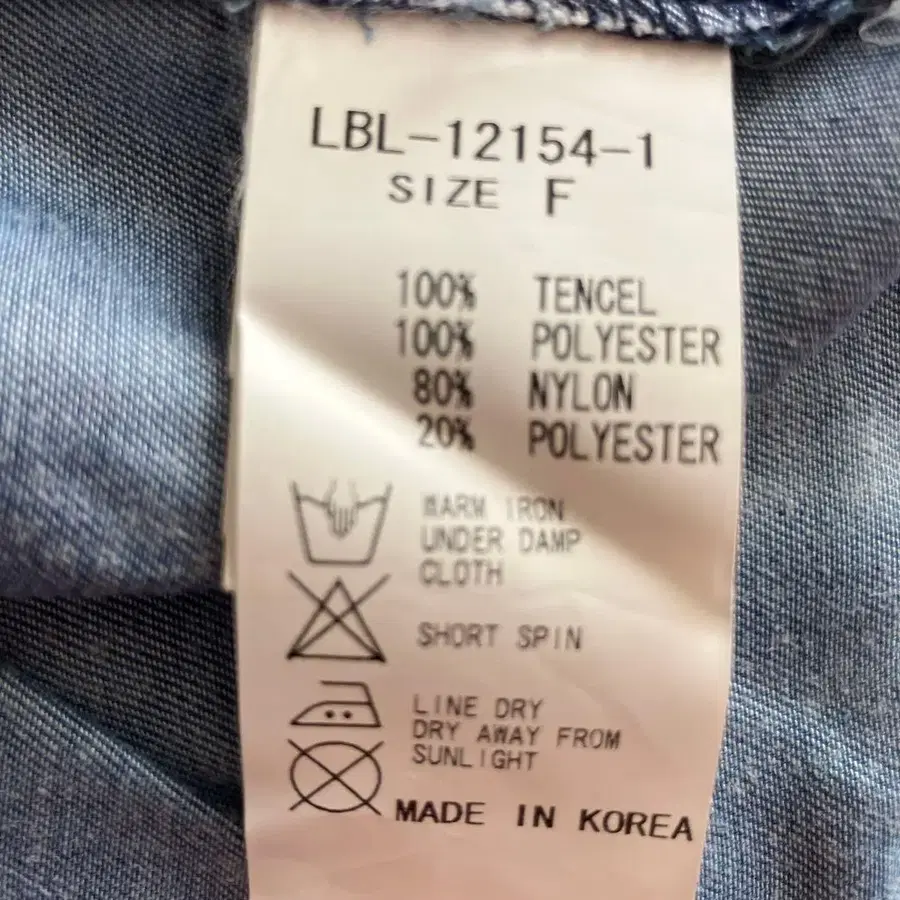 LBL-12154-1
SIZE F
100% TENCEL
100% POLYESTER
80% NYLON
20% POLYESTER
WARM IRON
UNDER DAMP
CLOTH
SHORT SPIN
LINE DRY
DRY AWAY FROM
SUNLIGHT
MADE IN KOREA